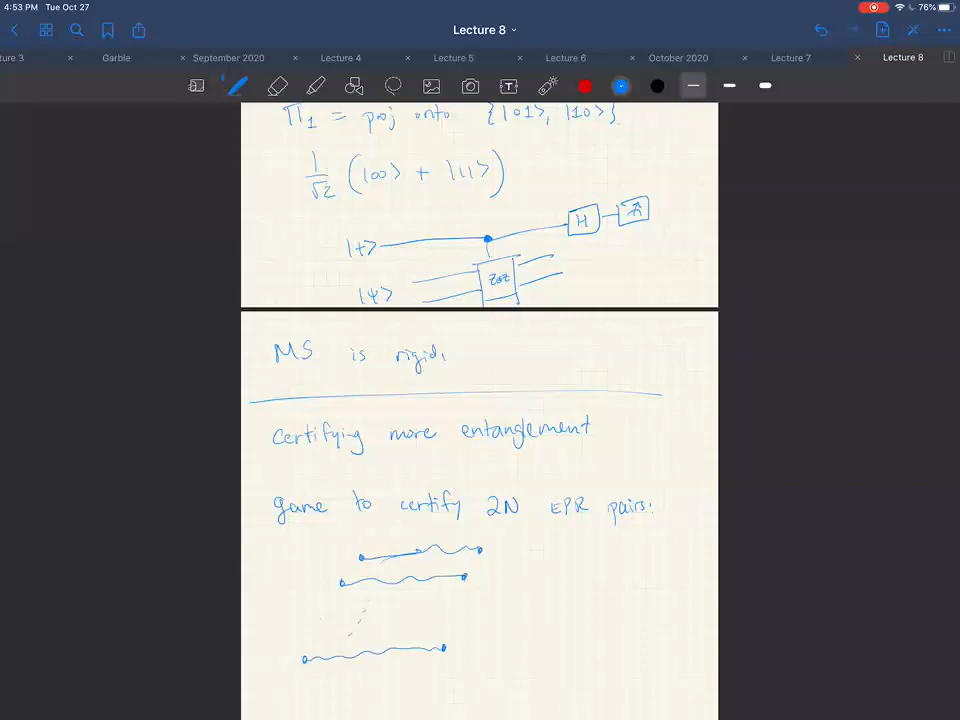 4:53 PM Tue Oct 27
76%
Lecture 8
ure 3
Garble
September 2020
Lecture 4
Lecture 5
Lecture 6
October 2020
Lecture 7
Lecture 8
Π₁ = proj onto {|01>, |10>}.
1/√2 (|00> + |11>)
|+> H
|ψ> Z⊗Z
MS is rigid.
Certifying more entanglement
game to certify 2N EPR pairs.